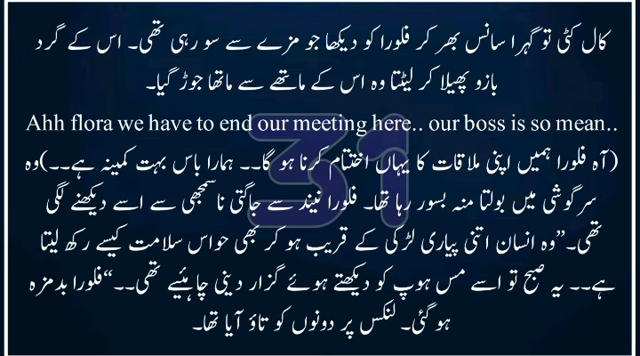 کال کٹی تو گہرا سانس بھر کر فلورا کو دیکھا جو مزے سے سو رہی تھی۔ اس کے گرد
بازو پھیلا کر لیٹتا وہ اس کے ماتھے سے ماتھا جوڑ گیا۔
Ahh flora we have to end our meeting here.. our boss is so mean..
(آہ فلورا ہمیں اپنی ملاقات کا یہاں اختتام کرنا ہو گا۔۔ ہمارا باس بہت کمینہ ہے۔۔)وہ
سرگوشی میں بولتا منہ بسور رہا تھا۔ فلورا نیند سے جاگتی ناسمجھی سے اسے دیکھنے لگی
تھی۔”وہ انسان اتنی پیاری لڑکی کے قریب ہو کر بھی حواس سلامت کیسے رکھ لیتا
ہے۔۔ یہ صبح تو اسے مس ہوپ کو دیکھتے ہوئے گزار دینی چاہئیے تھی۔۔“فلورا بدمزہ
ہو گئی۔ لنکس پر دونوں کو تاؤ آیا تھا۔
31